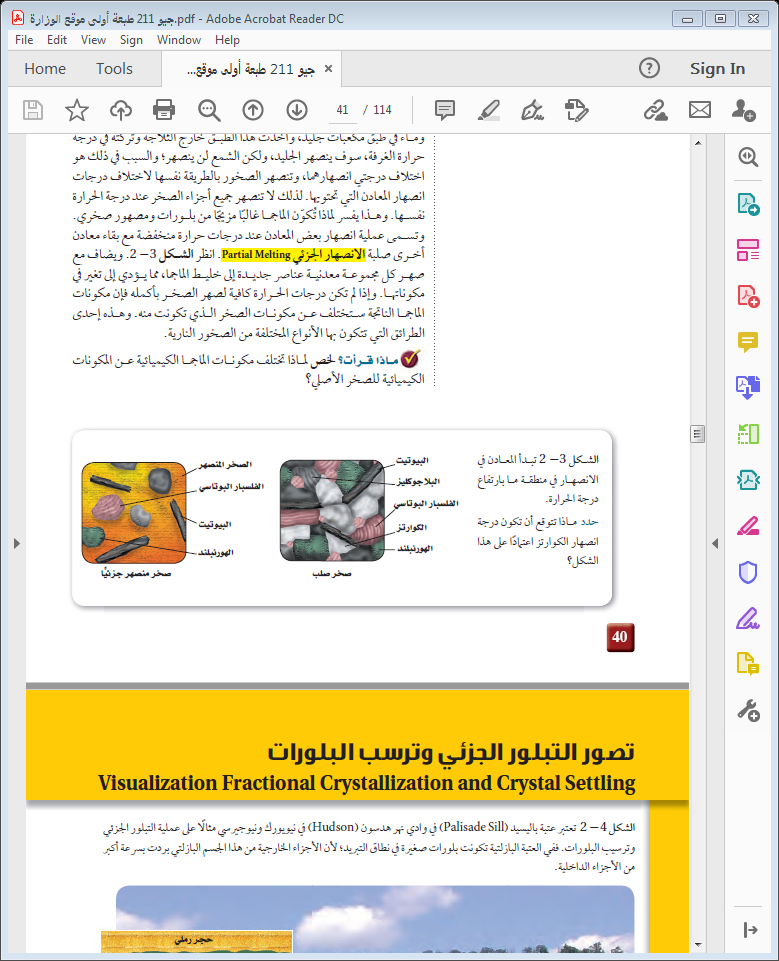 جيو 211 طبعة أولى موقع الوزارة.pdf - Adobe Acrobat Reader DC
File Edit View Sign Window Help
Home Tools جيو 211 طبعة أولى موقع... × Sign In
41 / 114
وماء في طبق مكعبات جليد، وأخذت هذا الطبق خارج الثلاجة وتركته في درجة
حرارة الغرفة، سوف ينصهر الجليد، ولكن الشمع لن ينصهر؛ والسبب في ذلك هو
اختلاف درجتي انصهارهما، وتنصهر الصخور بالطريقة نفسها لاختلاف درجات
انصهار المعادن التي تحتويها. لذلك لا تنصهر جميع أجزاء الصخر عند درجة الحرارة
نفسها. وهذا يفسر لماذا تُكوّن الماجما غالبًا مزيجًا من بلورات ومصهور صخري.
وتسمى عملية انصهار بعض المعادن عند درجات حرارة منخفضة مع بقاء معادن
أخرى صلبة الانصهار الجزئي Partial Melting. انظر الشكل 3 – 2. ويضاف مع
صهر كل مجموعة معدنية عناصر جديدة إلى خليط الماجما، مما يؤدي إلى تغير في
مكوناتها. وإذا لم تكن درجات الحرارة كافية لصهر الصخر بأكمله فإن مكونات
الماجما الناتجة ستختلف عن مكونات الصخر الذي تكونت منه. وهذه إحدى
الطرائق التي تتكون بها الأنواع المختلفة من الصخور النارية.
ماذا قرأت؟ لخص لماذا تختلف مكونات الماجما الكيميائية عن المكونات
الكيميائية للصخر الأصلي؟
الشكل 3 – 2 تبدأ المعادن في
الانصهار في منطقة ما بارتفاع
درجة الحرارة.
حدد ماذا تتوقع أن تكون درجة
انصهار الكوارتز اعتمادًا على هذا
الشكل؟
البيوتيت
البلاجوكليز
الفلسبار البوتاسي
الكوارتز
الهورنبلند
صخر صلب
الصخر المنصهر
الفلسبار البوتاسي
البيوتيت
الهورنبلند
صخر منصهر جزئيًّا
40
تصور التبلور الجزئي وترسب البلورات
Visualization Fractional Crystallization and Crystal Settling
الشكل 4 – 2 تعتبر عتبة باليسيد (Palisade Sill) في وادي نهر هدسون (Hudson) في نيويورك ونيوجيرسي مثالًا على عملية التبلور الجزئي
وترسيب البلورات. ففي العتبة البازلتية تكونت بلورات صغيرة في نطاق التبريد؛ لأن الأجزاء الخارجية من هذا الجسم البازلتي بردت بسرعة أكبر
من الأجزاء الداخلية.
حجر رملي